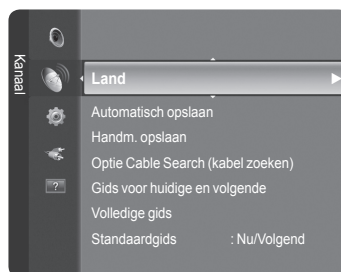 Kanaal
Land
Automatisch opslaan
Handm. opslaan
Optie Cable Search (kabel zoeken)
Gids voor huidige en volgende
Volledige gids
Standaardgids : Nu/Volgend
?